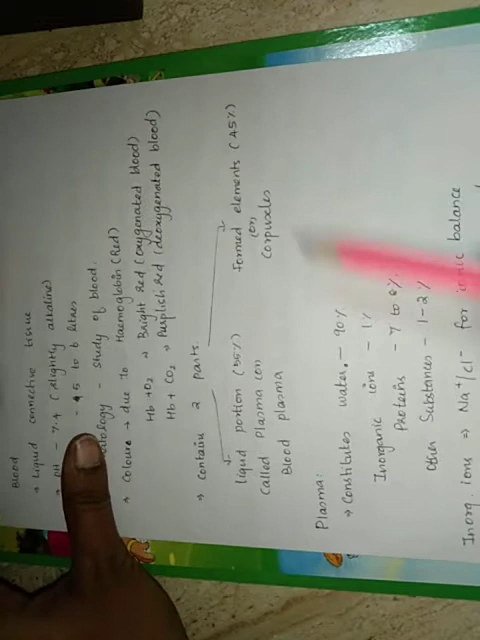 Blood
→ Liquid connective tissue
→ pH - 7.4 (slightly alkaline)
- 4.5 to 6 litres
- study of blood.
→ Colour → due to Haemoglobin (Red)
Hb + O2 → Bright Red (oxygenated blood)
Hb + CO2 → Purplish Red (deoxygenated blood)
→ Contain 2 parts
liquid portion (55%) formed elements (45%)
Called Plasma (or) (or)
Blood plasma Corpuscles
Plasma:
→ Constitutes water - 90%
Inorganic ions - 1%
Proteins - 7 to 8%
Other Substances - 1-2%
Inorg. Ions ⇒ Na+/Cl- for ionic balance